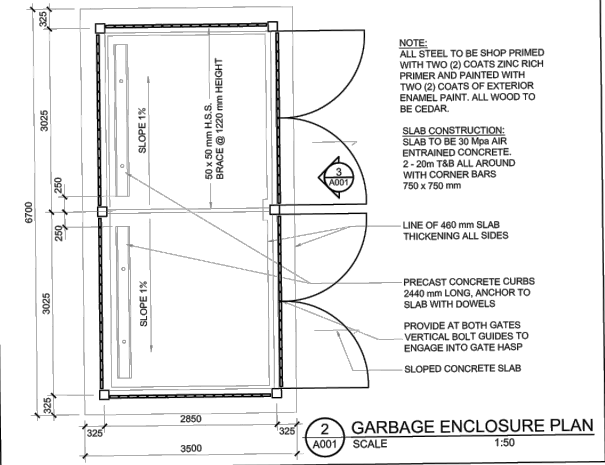 NOTE:
ALL STEEL TO BE SHOP PRIMED
WITH TWO (2) COATS ZINC RICH
PRIMER AND PAINTED WITH
TWO (2) COATS OF EXTERIOR
ENAMEL PAINT. ALL WOOD TO
BE CEDAR.
SLAB CONSTRUCTION:
SLAB TO BE 30 Mpa AIR
ENTRAINED CONCRETE.
2 - 20m T&B ALL AROUND
WITH CORNER BARS
750 x 750 mm
LINE OF 460 mm SLAB
THICKENING ALL SIDES
PRECAST CONCRETE CURBS
2440 mm LONG, ANCHOR TO
SLAB WITH DOWELS
PROVIDE AT BOTH GATES
VERTICAL BOLT GUIDES TO
ENGAGE INTO GATE HASP
SLOPED CONCRETE SLAB
325
3025
250
6700
250
3025
325
SLOPE 1%
50 x 50 mm H.S.S.
BRACE @ 1220 mm HEIGHT
SLOPE 1%
3
A001
325
2850
325
3500
2
A001
GARBAGE ENCLOSURE PLAN
SCALE 1:50